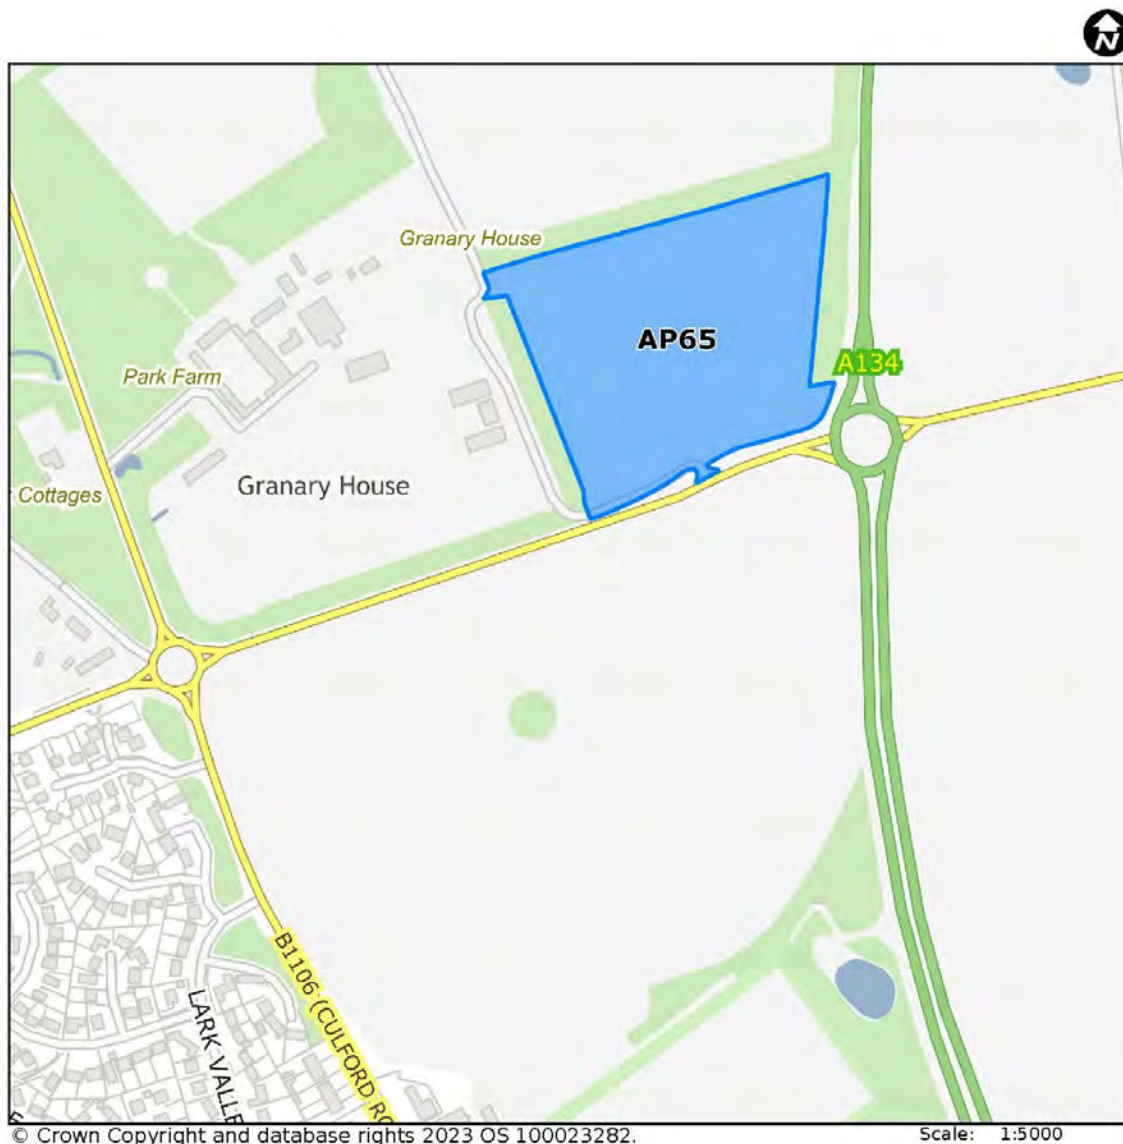 N
Granary House
AP65
A134
Park Farm
Granary House
Cottages
B1106 (CULFORD RO
LARK VALLE
© Crown Copyright and database rights 2023 OS 100023282.
Scale: 1:5000